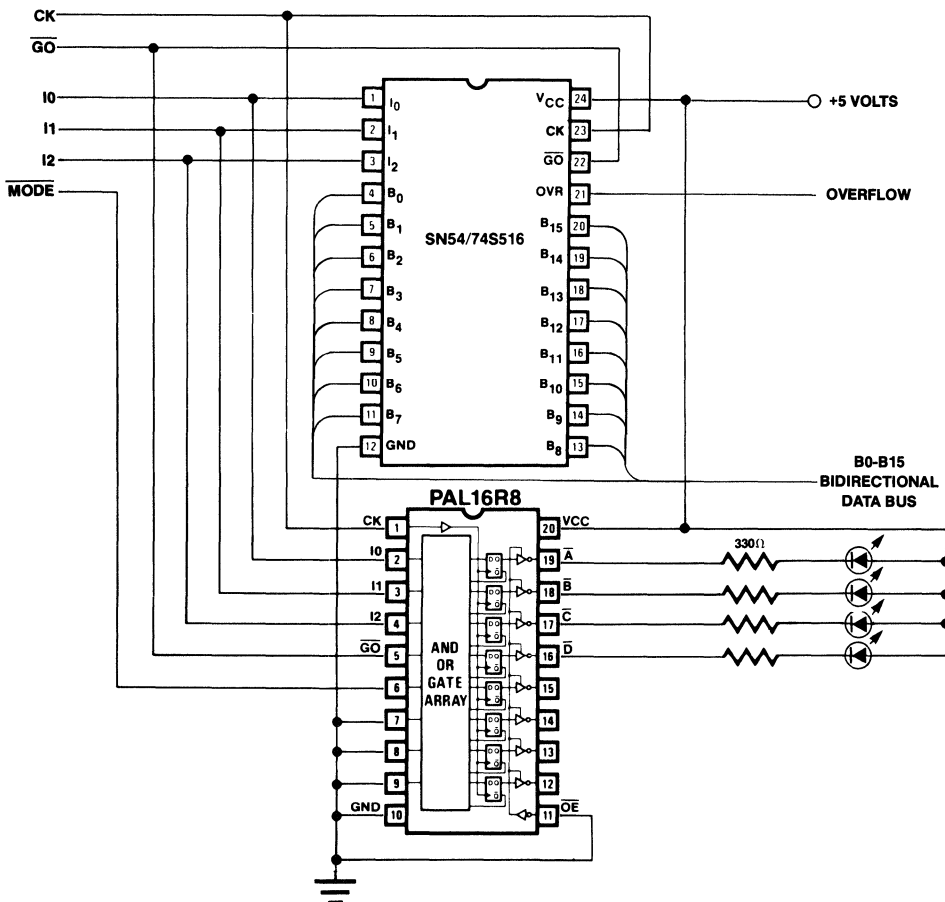 CK
GO
I0
I1
I2
MODE
SN54/74S516
1 I0
2 I1
3 I2
4 B0
5 B1
6 B2
7 B3
8 B4
9 B5
10 B6
11 B7
12 GND
VCC 24
CK 23
GO 22
OVR 21
B15 20
B14 19
B13 18
B12 17
B11 16
B10 15
B9 14
B8 13
+5 VOLTS
OVERFLOW
B0-B15
BIDIRECTIONAL
DATA BUS
PAL16R8
CK 1
I0 2
I1 3
I2 4
GO 5
6
7
8
9
GND 10
AND
OR
GATE
ARRAY
20 VCC
19 A
18 B
17 C
16 D
15
14
13
12
11 OE
330Ω